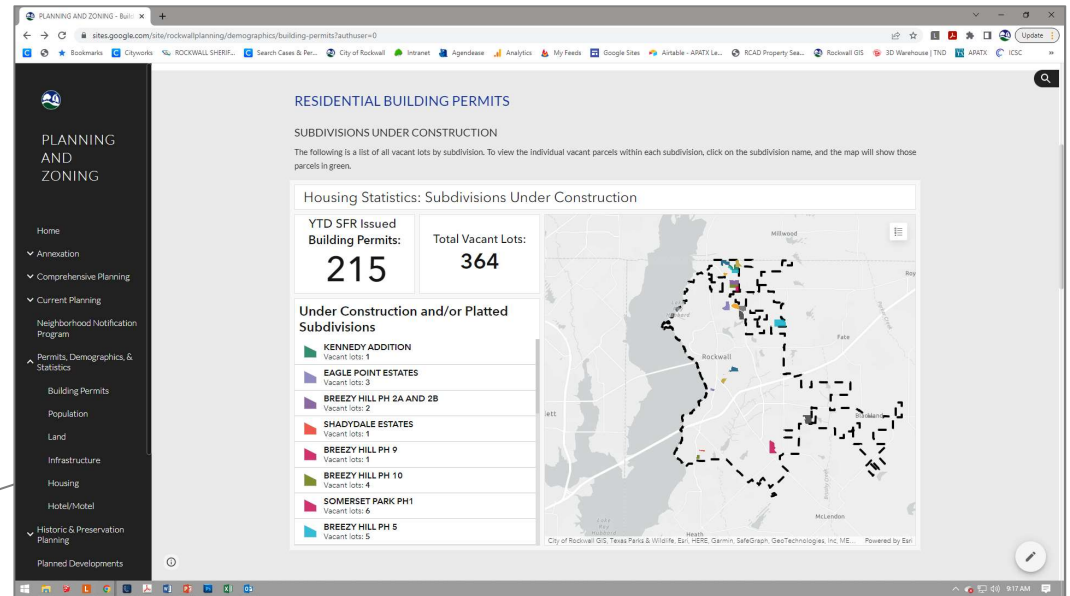 PLANNING AND ZONING - Build
sites.google.com/site/rockwallplanning/demographics/building-permits?authuser=0
Update
Bookmarks Cityworks ROCKWALL SHERIF... Search Cases & Per... City of Rockwall Intranet Agendease Analytics My Feeds Google Sites Airtable - APATX La... RCAD Property Sea... Rockwall GIS 3D Warehouse | TND APATX ICSC »
PLANNING
AND
ZONING
Home
Annexation
Comprehensive Planning
Current Planning
Neighborhood Notification
Program
Permits, Demographics, &
Statistics
Building Permits
Population
Land
Infrastructure
Housing
Hotel/Motel
Historic & Preservation
Planning
Planned Developments
RESIDENTIAL BUILDING PERMITS
SUBDIVISIONS UNDER CONSTRUCTION
The following is a list of all vacant lots by subdivision. To view the individual vacant parcels within each subdivision, click on the subdivision name, and the map will show those
parcels in green.
Housing Statistics: Subdivisions Under Construction
YTD SFR Issued
Building Permits:
215
Total Vacant Lots:
364
Under Construction and/or Platted
Subdivisions
KENNEDY ADDITION
Vacant lots: 1
EAGLE POINT ESTATES
Vacant lots: 3
BREEZY HILL PH 2A AND 2B
Vacant lots: 2
SHADYDALE ESTATES
Vacant lots: 1
BREEZY HILL PH 9
Vacant lots: 1
BREEZY HILL PH 10
Vacant lots: 4
SOMERSET PARK PH1
Vacant lots: 6
BREEZY HILL PH 5
Vacant lots: 5
Millwood
Roy
Fate
Rockwall
lett
Blackland
McLendon
Heath
City of Rockwall GIS, Texas Parks & Wildlife, Esri, HERE, Garmin, SafeGraph, GeoTechnologies, Inc, ME... Powered by Esri
9:17 AM